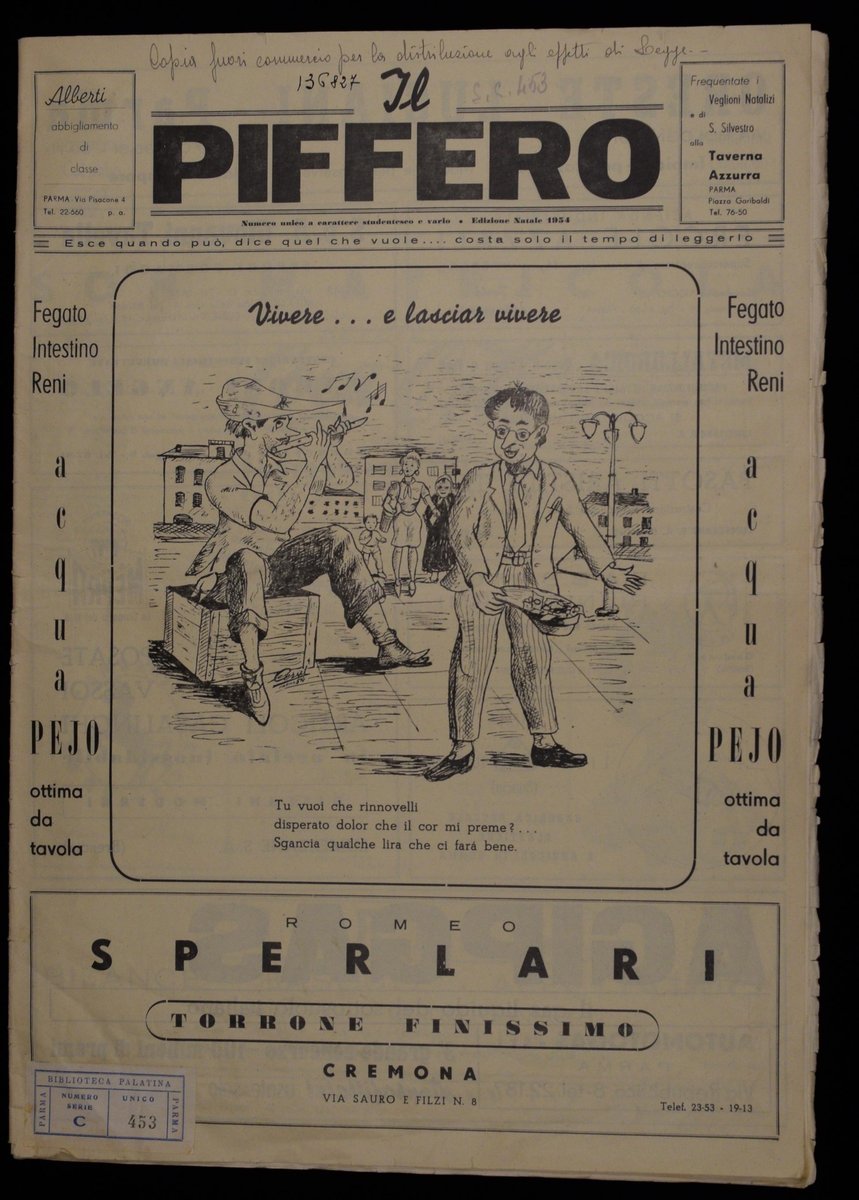 Copia fuori commercio per la distribuzione agli effetti di Legge. -
136827
S.C. 453
Alberti
abbigliamento
di
classe
PARMA Via Pisacane 4
Tel. 22-560 p. a.
Il
PIFFERO
Numero unico a carattere studentesco e vario • Edizione Natale 1954
Frequentate i
Veglioni Natalizi
e di
S. Silvestro
alla
Taverna
Azzurra
PARMA
Piazza Garibaldi
Tel. 76-50
Esce quando può, dice quel che vuole.... costa solo il tempo di leggerlo
Fegato
Intestino
Reni
a
c
q
u
a
PEJO
ottima
da
tavola
Vivere . . . e lasciar vivere
Tu vuoi che rinnovelli
disperato dolor che il cor mi preme?...
Sgancia qualche lira che ci fará bene.
Fegato
Intestino
Reni
a
c
q
u
a
PEJO
ottima
da
tavola
ROMEO
SPERLARI
TORRONE FINISSIMO
CREMONA
VIA SAURO E FILZI N. 8
Telef. 23-53 - 19-13
BIBLIOTECA PALATINA
PARMA
NUMERO
SERIE
C
UNICO
453
PARMA